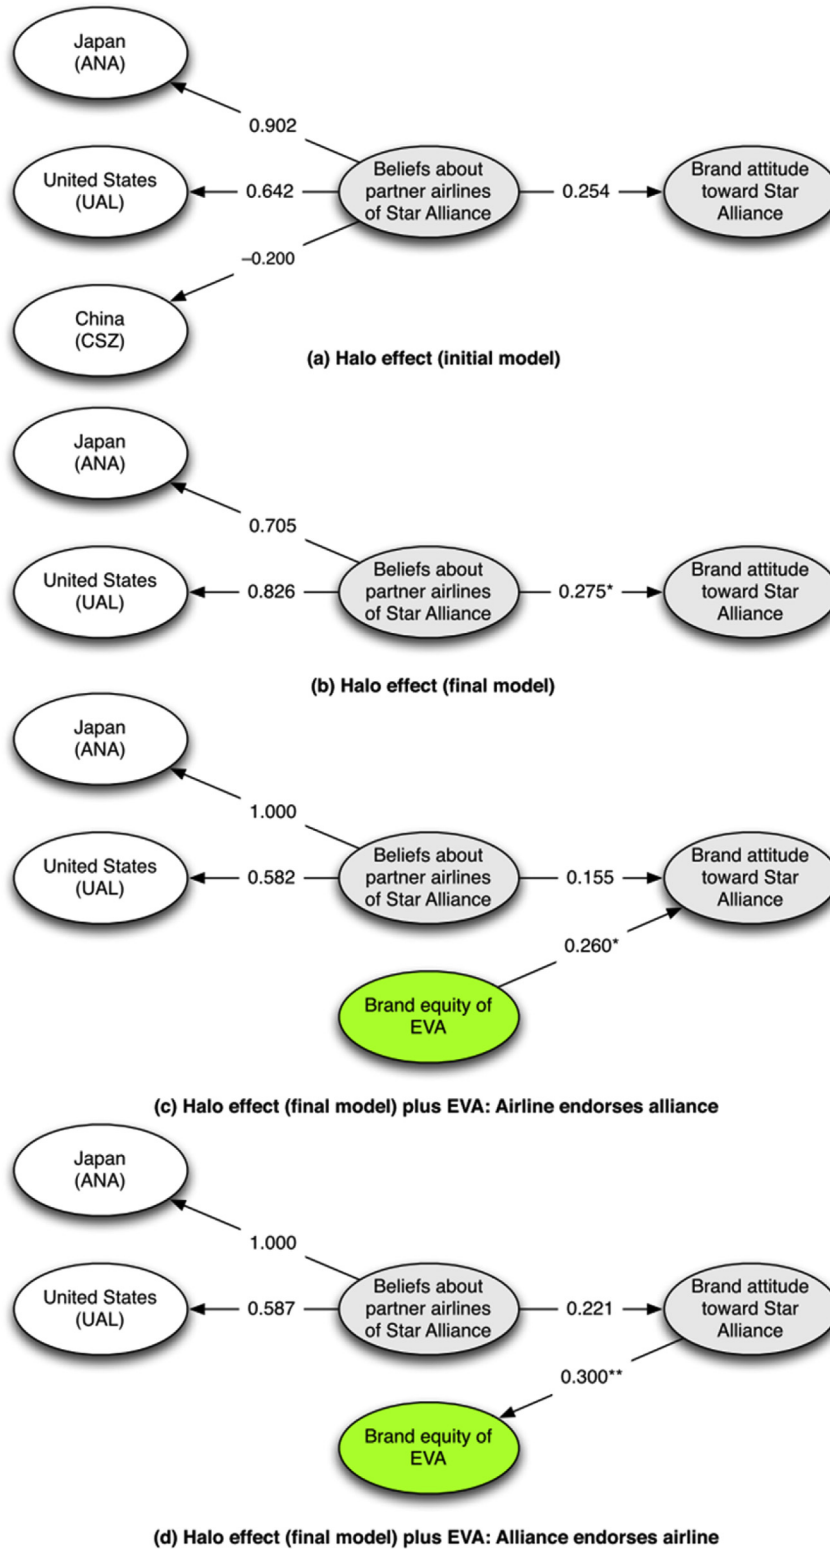 Japan
(ANA)
0.902
United States
(UAL)
0.642
Beliefs about
partner airlines
of Star Alliance
0.254
Brand attitude
toward Star
Alliance
–0.200
China
(CSZ)
(a) Halo effect (initial model)
Japan
(ANA)
0.705
United States
(UAL)
0.826
Beliefs about
partner airlines
of Star Alliance
0.275*
Brand attitude
toward Star
Alliance
(b) Halo effect (final model)
Japan
(ANA)
1.000
United States
(UAL)
0.582
Beliefs about
partner airlines
of Star Alliance
0.155
Brand attitude
toward Star
Alliance
0.260*
Brand equity of
EVA
(c) Halo effect (final model) plus EVA: Airline endorses alliance
Japan
(ANA)
1.000
United States
(UAL)
0.587
Beliefs about
partner airlines
of Star Alliance
0.221
Brand attitude
toward Star
Alliance
0.300**
Brand equity of
EVA
(d) Halo effect (final model) plus EVA: Alliance endorses airline